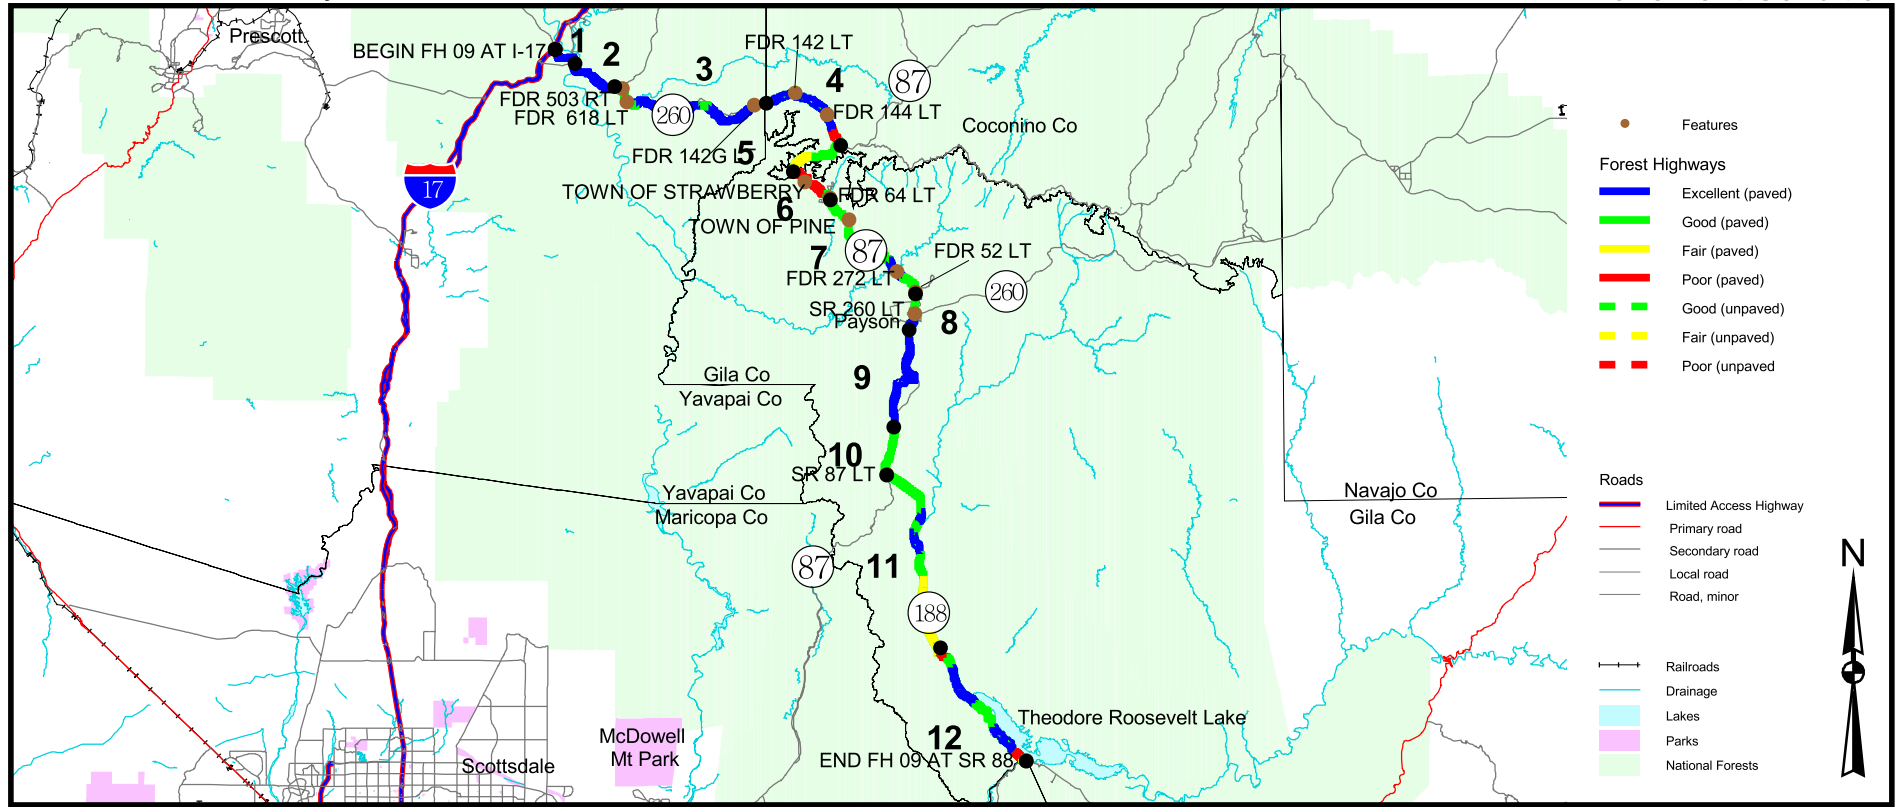 Prescott.
BEGIN FH 09 AT I-17
1
2
3
FDR 142 LT
4
87
FDR 503 RT
FDR 618 LT
260
FDR 144 LT
Coconino Co
FDR 142G LT
5
17
TOWN OF STRAWBERRY
FDR 64 LT
6
TOWN OF PINE
7
87
FDR 52 LT
FDR 272 LT
260
SR 260 LT
Payson
8
Gila Co
Yavapai Co
9
10
SR 87 LT
Yavapai Co
Maricopa Co
Navajo Co
Gila Co
87
11
188
McDowell
Mt Park
Scottsdale
Theodore Roosevelt Lake
12
END FH 09 AT SR 88
Features
Forest Highways
Excellent (paved)
Good (paved)
Fair (paved)
Poor (paved)
Good (unpaved)
Fair (unpaved)
Poor (unpaved
Roads
Limited Access Highway
Primary road
Secondary road
Local road
Road, minor
N
Railroads
Drainage
Lakes
Parks
National Forests